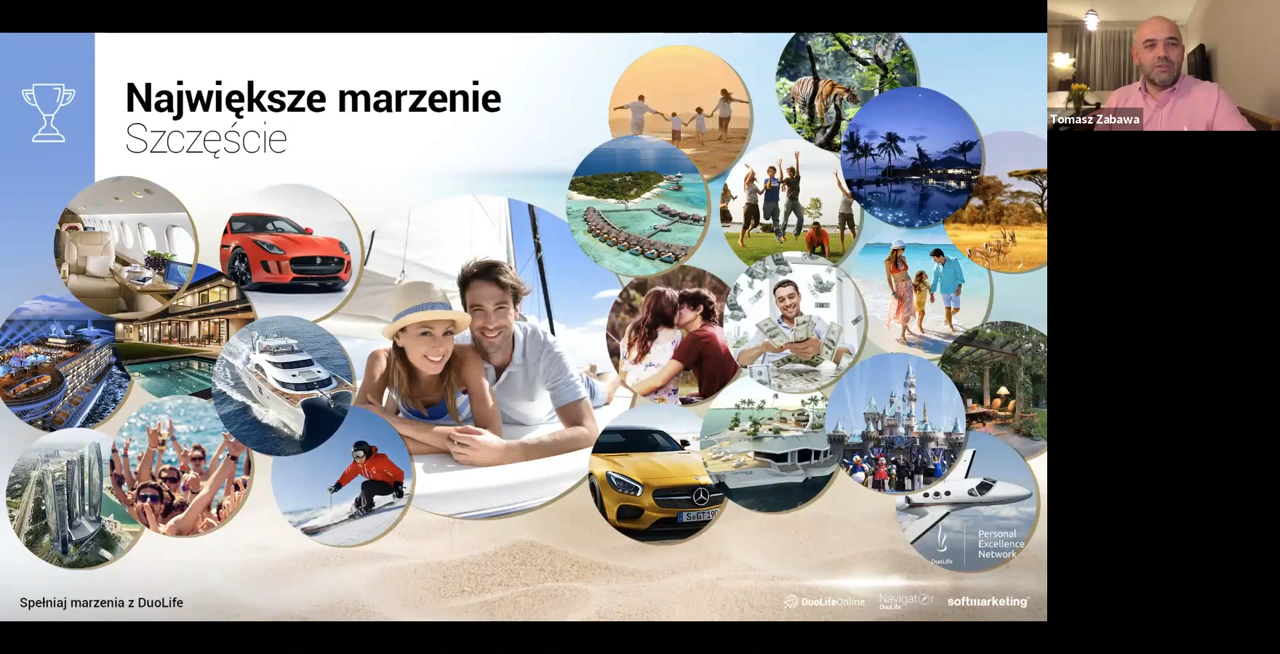 Największe marzenie
Szczęście
Tomasz Zabawa
S·GT 190
Personal
Excellence
Network
DuoLife
Spełniaj marzenia z DuoLife
DuoLifeOnline
Navigator
DuoLife
softmarketing